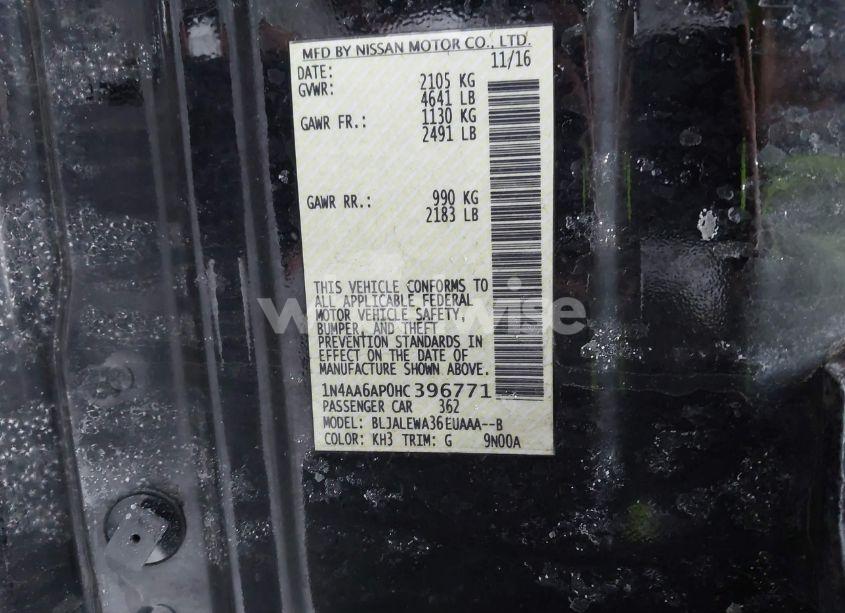 MFD BY NISSAN MOTOR CO., LTD.
DATE: 11/16
GVWR: 2105 KG
4641 LB
GAWR FR.: 1130 KG
2491 LB
GAWR RR.: 990 KG
2183 LB
THIS VEHICLE CONFORMS TO
ALL APPLICABLE FEDERAL
MOTOR VEHICLE SAFETY,
BUMPER, AND THEFT
PREVENTION STANDARDS IN
EFFECT ON THE DATE OF
MANUFACTURE SHOWN ABOVE.
1N4AA6AP0HC396771
PASSENGER CAR 362
MODEL: BLJALEWA36EUAAA--B
COLOR: KH3 TRIM: G 9N00A